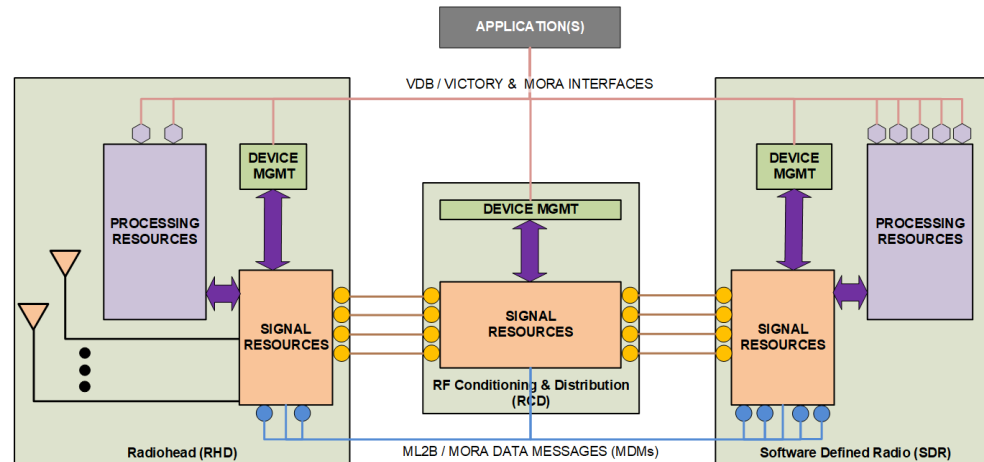 APPLICATION(S)
VDB / VICTORY & MORA INTERFACES
DEVICE
MGMT
PROCESSING
RESOURCES
SIGNAL
RESOURCES
Radiohead (RHD)
DEVICE MGMT
SIGNAL
RESOURCES
RF Conditioning & Distribution
(RCD)
DEVICE
MGMT
PROCESSING
RESOURCES
SIGNAL
RESOURCES
Software Defined Radio (SDR)
ML2B / MORA DATA MESSAGES (MDMs)